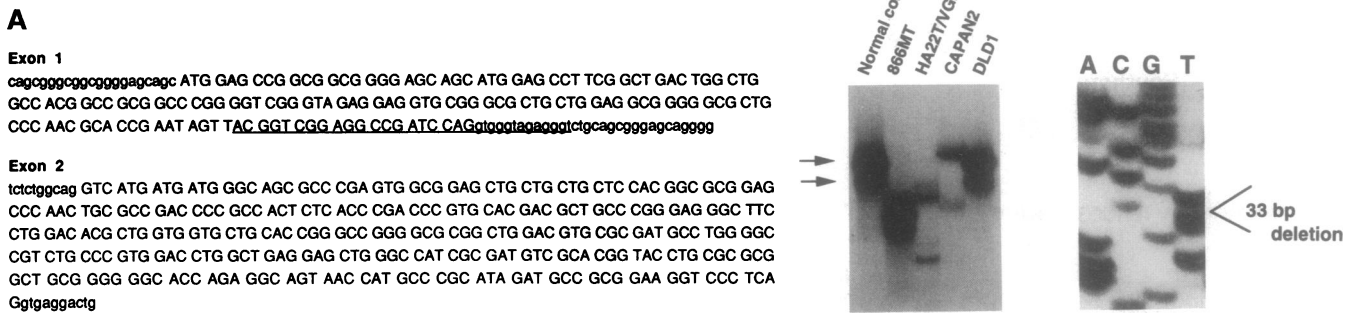 A
Exon 1
cagcgggcggcggggagcagc ATG GAG CCG GCG GCG GGG AGC AGC ATG GAG CCT TCG GCT GAC TGG CTG
GCC ACG GCC GCG GCC CGG GGT CGG GTA GAG GAG GTG CGG GCG CTG CTG GAG GCG GGG GCG CTG
CCC AAC GCA CCG AAT AGT TAC GGT CGG AGG CCG ATC CAGgtgggtagagggtctgcagcgggagcagggg
Exon 2
tctctggcag GTC ATG ATG ATG GGC AGC GCC CGA GTG GCG GAG CTG CTG CTG CTC CAC GGC GCG GAG
CCC AAC TGC GCC GAC CCC GCC ACT CTC ACC CGA CCC GTG CAC GAC GCT GCC CGG GAG GGC TTC
CTG GAC ACG CTG GTG GTG CTG CAC CGG GCC GGG GCG CGG CTG GAC GTG CGC GAT GCC TGG GGC
CGT CTG CCC GTG GAC CTG GCT GAG GAG CTG GGC CAT CGC GAT GTC GCA CGG TAC CTG CGC GCG
GCT GCG GGG GGC ACC AGA GGC AGT AAC CAT GCC CGC ATA GAT GCC GCG GAA GGT CCC TCA
Ggtgaggactg
Normal
866MT
HA22T/VG
CAPAN2
DLD1
A C G T
33 bp
deletion